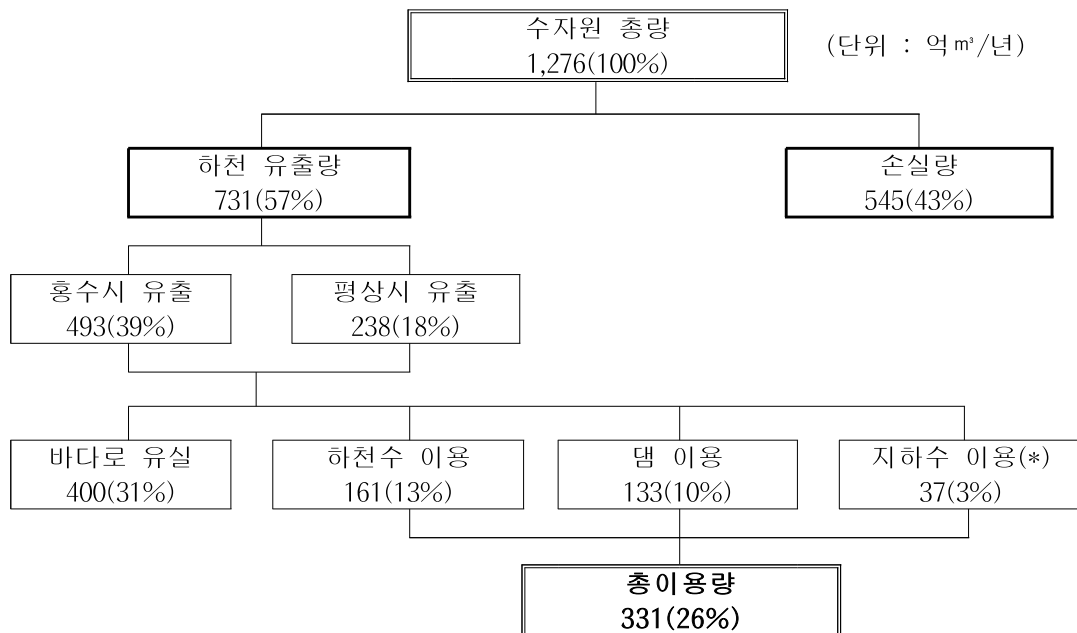 수자원 총량
1,276(100%)
(단위 : 억㎥/년)
하천 유출량
731(57%)
손실량
545(43%)
홍수시 유출
493(39%)
평상시 유출
238(18%)
바다로 유실
400(31%)
하천수 이용
161(13%)
댐 이용
133(10%)
지하수 이용(*)
37(3%)
총이용량
331(26%)